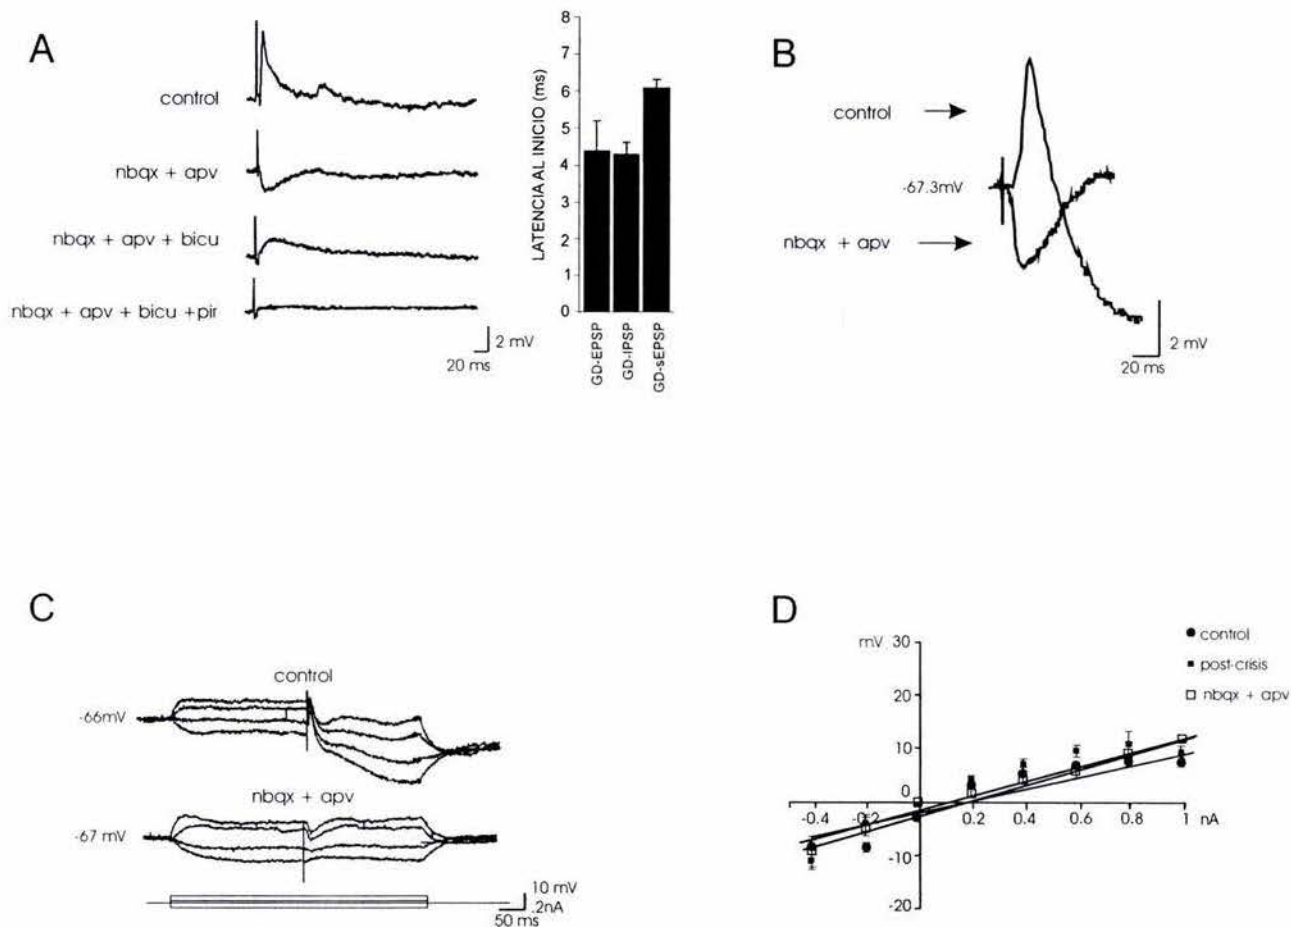 A
control
nbqx + apv
nbqx + apv + bicu
nbqx + apv + bicu +pir
2 mV
20 ms
LATENCIA AL INICIO (ms)
8
7
6
5
4
3
2
1
0
GD-EPSP
GD-IPSP
GD-sEPSP
B
control
-67.3mV
nbqx + apv
2 mV
20 ms
C
control
-66mV
nbqx + apv
-67 mV
10 mV
.2nA
50 ms
D
mV
30
20
10
0
-10
-20
-0.4
-0.2
0.2
0.4
0.6
0.8
1
nA
control
post-crisis
nbqx + apv